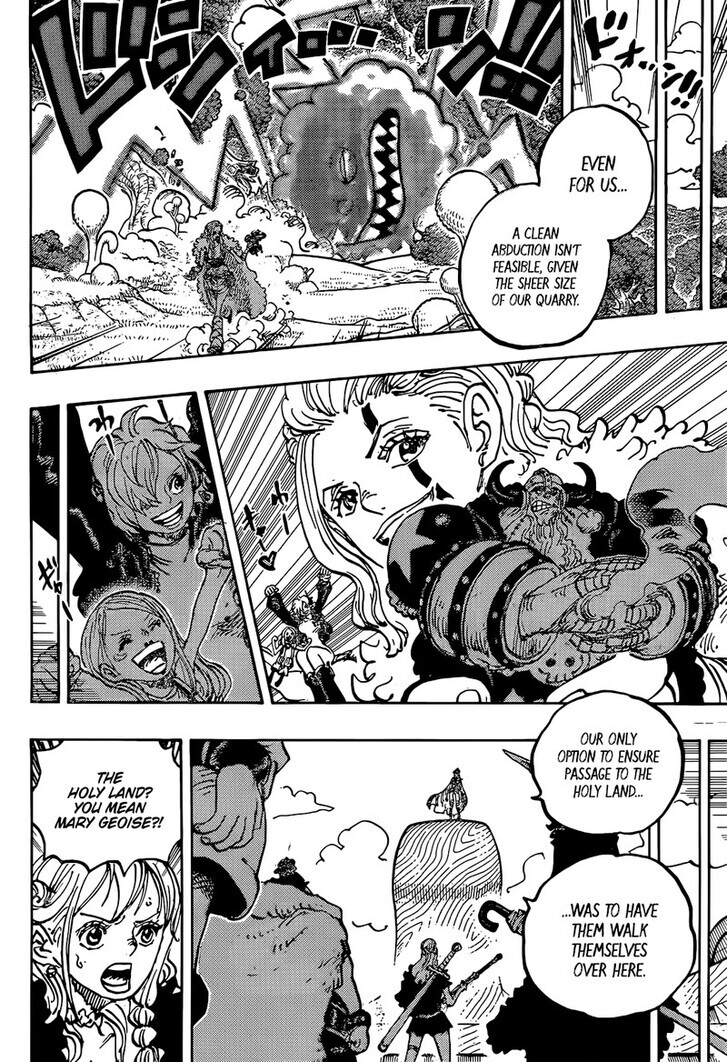 EVEN
FOR US...
A CLEAN
ABDUCTION ISN'T
FEASIBLE, GIVEN
THE SHEER SIZE
OF OUR QUARRY.
OUR ONLY
OPTION TO ENSURE
PASSAGE TO THE
HOLY LAND...
...WAS TO HAVE
THEM WALK
THEMSELVES
OVER HERE.
THE
HOLY LAND?
YOU MEAN
MARY GEOISE?!